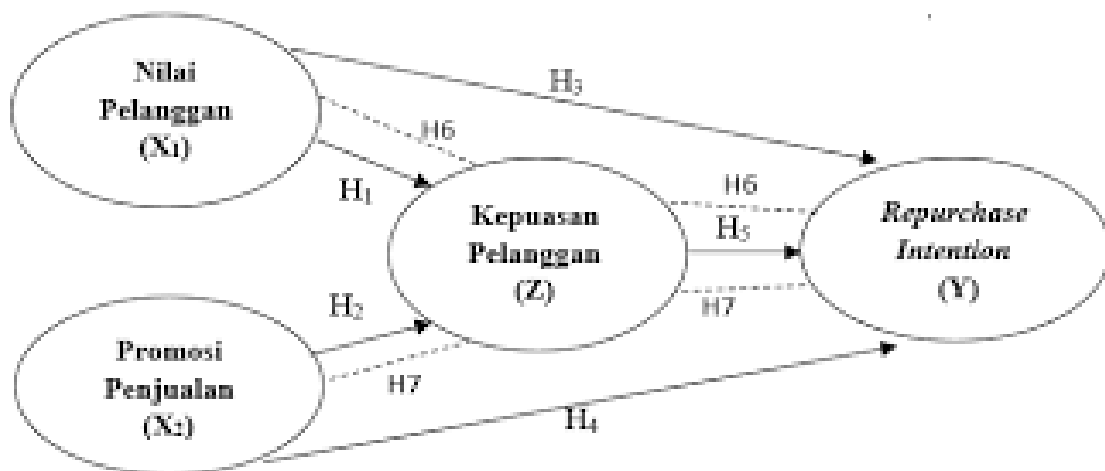 Nilai
Pelanggan
(X1)
H3
H6
H1
Kepuasan
Pelanggan
(Z)
H6
H5
H7
Repurchase
Intention
(Y)
H2
Promosi
Penjualan
(X2)
H7
H4